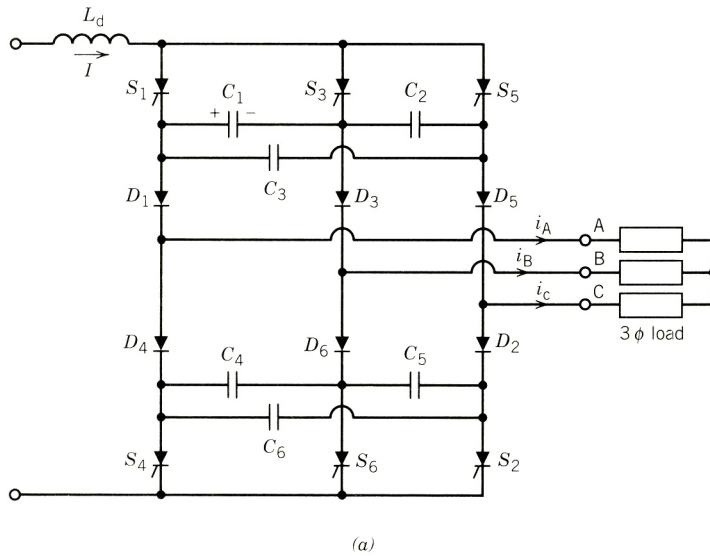 L_d
I
S_1
C_1
S_3
C_2
S_5
+ −
C_3
D_1
D_3
D_5
i_A
A
i_B
B
i_c
C
3 ϕ load
D_4
C_4
D_6
C_5
D_2
C_6
S_4
S_6
S_2
(a)